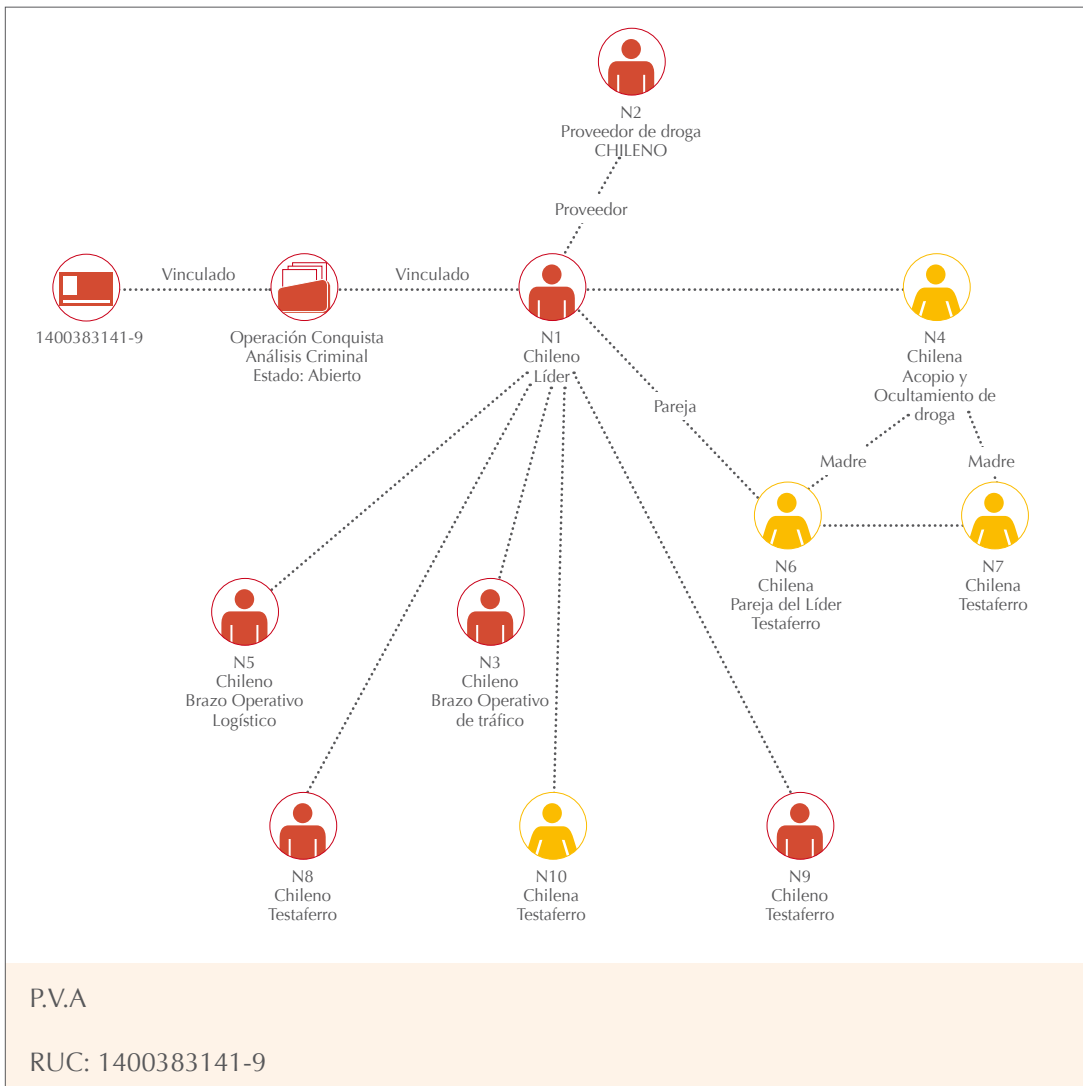 N2
Proveedor de droga
CHILENO
Proveedor
Vinculado
Vinculado
1400383141-9
Operación Conquista
Análisis Criminal
Estado: Abierto
N1
Chileno
Líder
N4
Chilena
Acopio y
Ocultamiento de
droga
Pareja
Madre
Madre
N6
Chilena
Pareja del Líder
Testaferro
N7
Chilena
Testaferro
N5
Chileno
Brazo Operativo
Logístico
N3
Chileno
Brazo Operativo
de tráfico
N8
Chileno
Testaferro
N10
Chilena
Testaferro
N9
Chileno
Testaferro
P.V.A
RUC: 1400383141-9